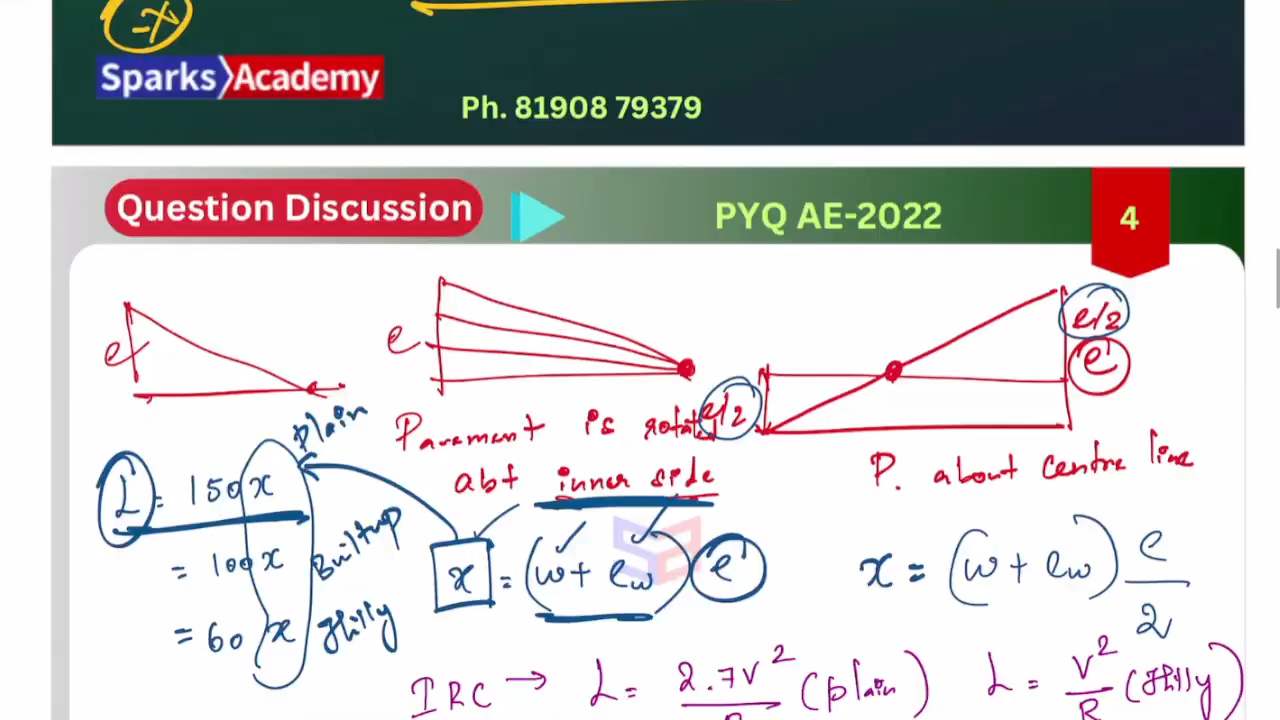 -x
Sparks Academy
Ph. 81908 79379
Question Discussion
PYQ AE-2022
4
e
e
e/2
e
e/2
Plain
Pavement is rotated
abt inner side
P. about centre line
L = 150x
= 100x Builtup
= 60x Hilly
x = (w + ew) e
x = (w + ew) e/2
IRC → L = 2.7V²/R (plain) L = V²/R (Hilly)